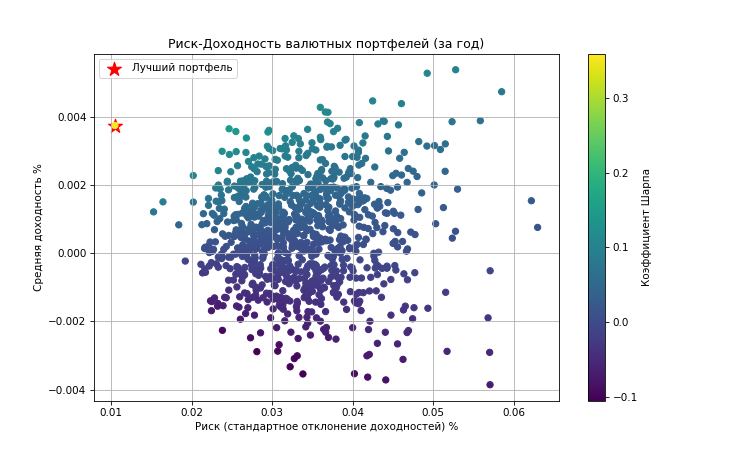 Риск-Доходность валютных портфелей (за год)
Лучший портфель
Средняя доходность %
0.004
0.002
0.000
−0.002
−0.004
0.01 0.02 0.03 0.04 0.05 0.06
Риск (стандартное отклонение доходностей) %
0.3
0.2
0.1
0.0
−0.1
Коэффициент Шарпа